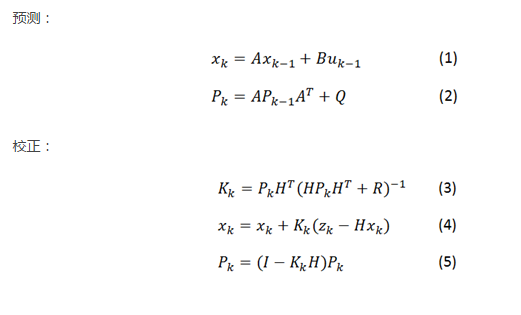 预测：
x_k = Ax_{k−1} + Bu_{k−1} (1)
P_k = AP_{k−1}A^T + Q (2)
校正：
K_k = P_kH^T(HP_kH^T + R)^{−1} (3)
x_k = x_k + K_k(z_k − Hx_k) (4)
P_k = (I − K_kH)P_k (5)